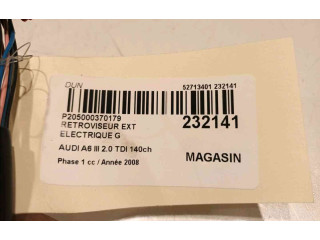 DUN
52713401 232141
P205000370179
RETROVISEUR EXT
ELECTRIQUE G
232141
AUDI A6 III 2.0 TDI 140ch
Phase 1 cc / Année 2008
MAGASIN